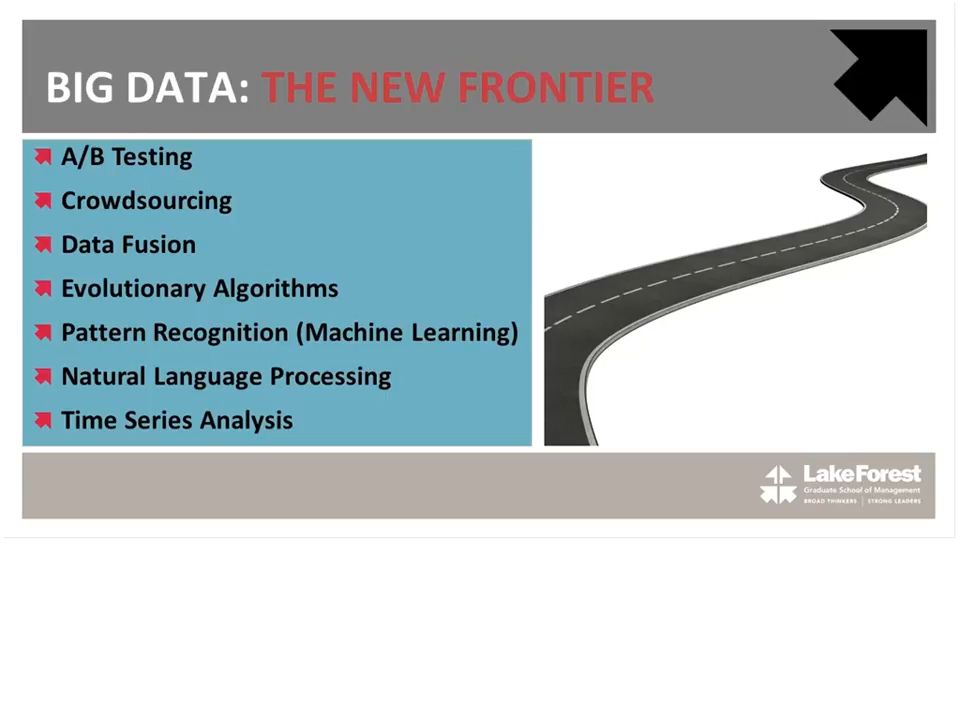 BIG DATA: THE NEW FRONTIER
A/B Testing
Crowdsourcing
Data Fusion
Evolutionary Algorithms
Pattern Recognition (Machine Learning)
Natural Language Processing
Time Series Analysis
LakeForest
Graduate School of Management
BROAD THINKERS | STRONG LEADERS